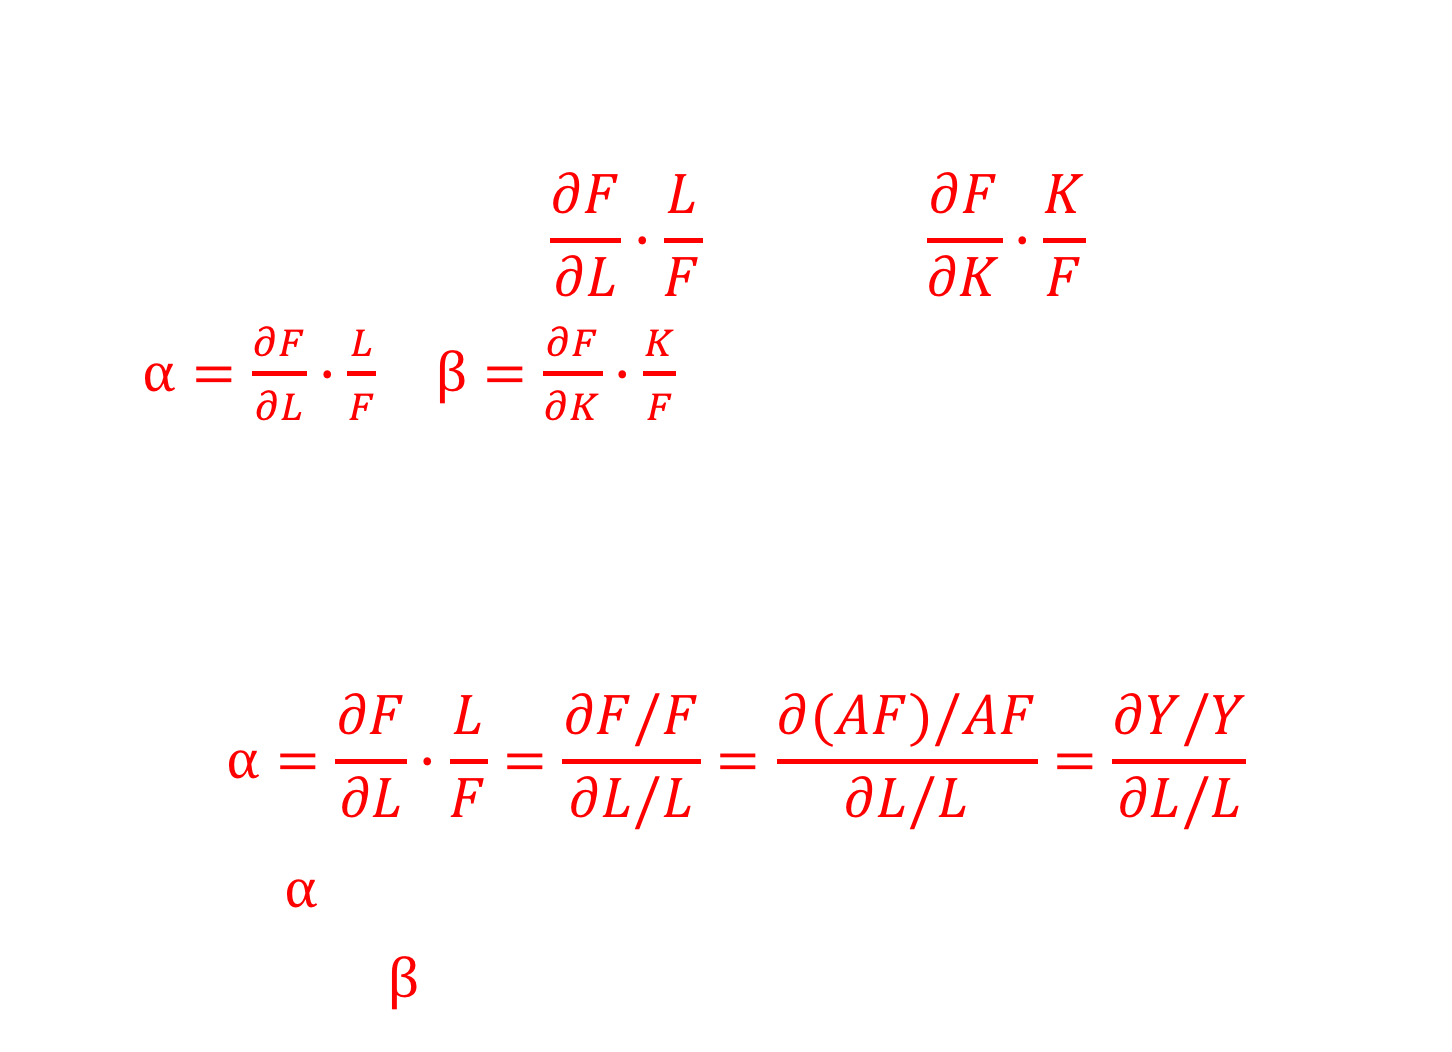 ∂F/∂L · L/F ∂F/∂K · K/F
α = ∂F/∂L · L/F β = ∂F/∂K · K/F
α = ∂F/∂L · L/F = (∂F/F)/(∂L/L) = (∂(AF)/AF)/(∂L/L) = (∂Y/Y)/(∂L/L)
α
β